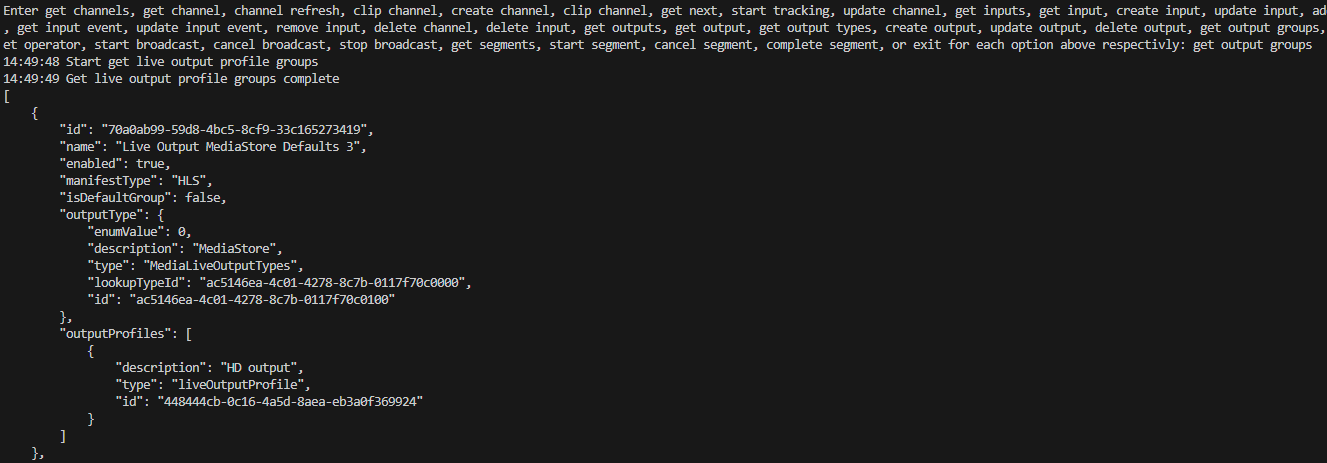 Enter get channels, get channel, channel refresh, clip channel, create channel, clip channel, get next, start tracking, update channel, get inputs, get input, create input, update input, ad
, get input event, update input event, remove input, delete channel, delete input, get outputs, get output, get output types, create output, update output, delete output, get output groups,
et operator, start broadcast, cancel broadcast, stop broadcast, get segments, start segment, cancel segment, complete segment, or exit for each option above respectivly: get output groups
14:49:48 Start get live output profile groups
14:49:49 Get live output profile groups complete
[
    {
        "id": "70a0ab99-59d8-4bc5-8cf9-33c165273419",
        "name": "Live Output MediaStore Defaults 3",
        "enabled": true,
        "manifestType": "HLS",
        "isDefaultGroup": false,
        "outputType": {
            "enumValue": 0,
            "description": "MediaStore",
            "type": "MediaLiveOutputTypes",
            "lookupTypeId": "ac5146ea-4c01-4278-8c7b-0117f70c0000",
            "id": "ac5146ea-4c01-4278-8c7b-0117f70c0100"
        },
        "outputProfiles": [
            {
                "description": "HD output",
                "type": "liveOutputProfile",
                "id": "448444cb-0c16-4a5d-8aea-eb3a0f369924"
            }
        ]
    },